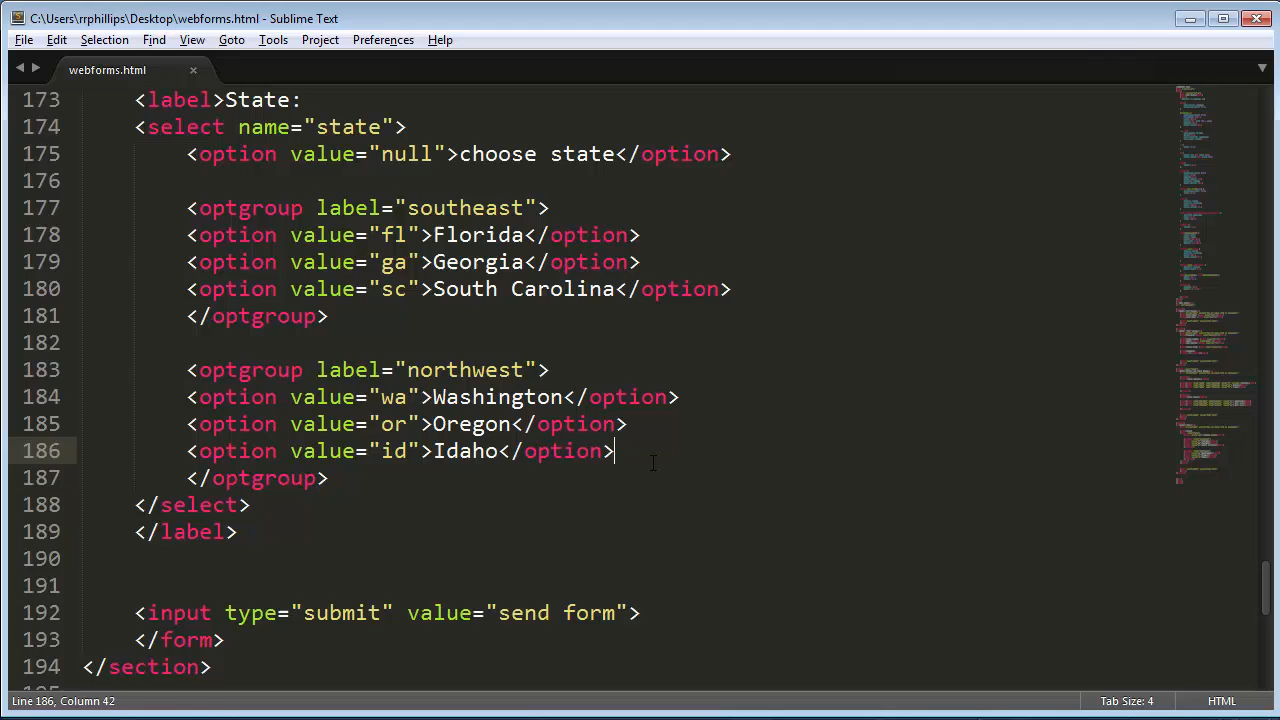 C:\Users\rrphillips\Desktop\webforms.html - Sublime Text
File Edit Selection Find View Goto Tools Project Preferences Help
webforms.html
173 <label>State:
174 <select name="state">
175 <option value="null">choose state</option>
176
177 <optgroup label="southeast">
178 <option value="fl">Florida</option>
179 <option value="ga">Georgia</option>
180 <option value="sc">South Carolina</option>
181 </optgroup>
182
183 <optgroup label="northwest">
184 <option value="wa">Washington</option>
185 <option value="or">Oregon</option>
186 <option value="id">Idaho</option>
187 </optgroup>
188 </select>
189 </label>
190
191
192 <input type="submit" value="send form">
193 </form>
194 </section>
Line 186, Column 42 Tab Size: 4 HTML